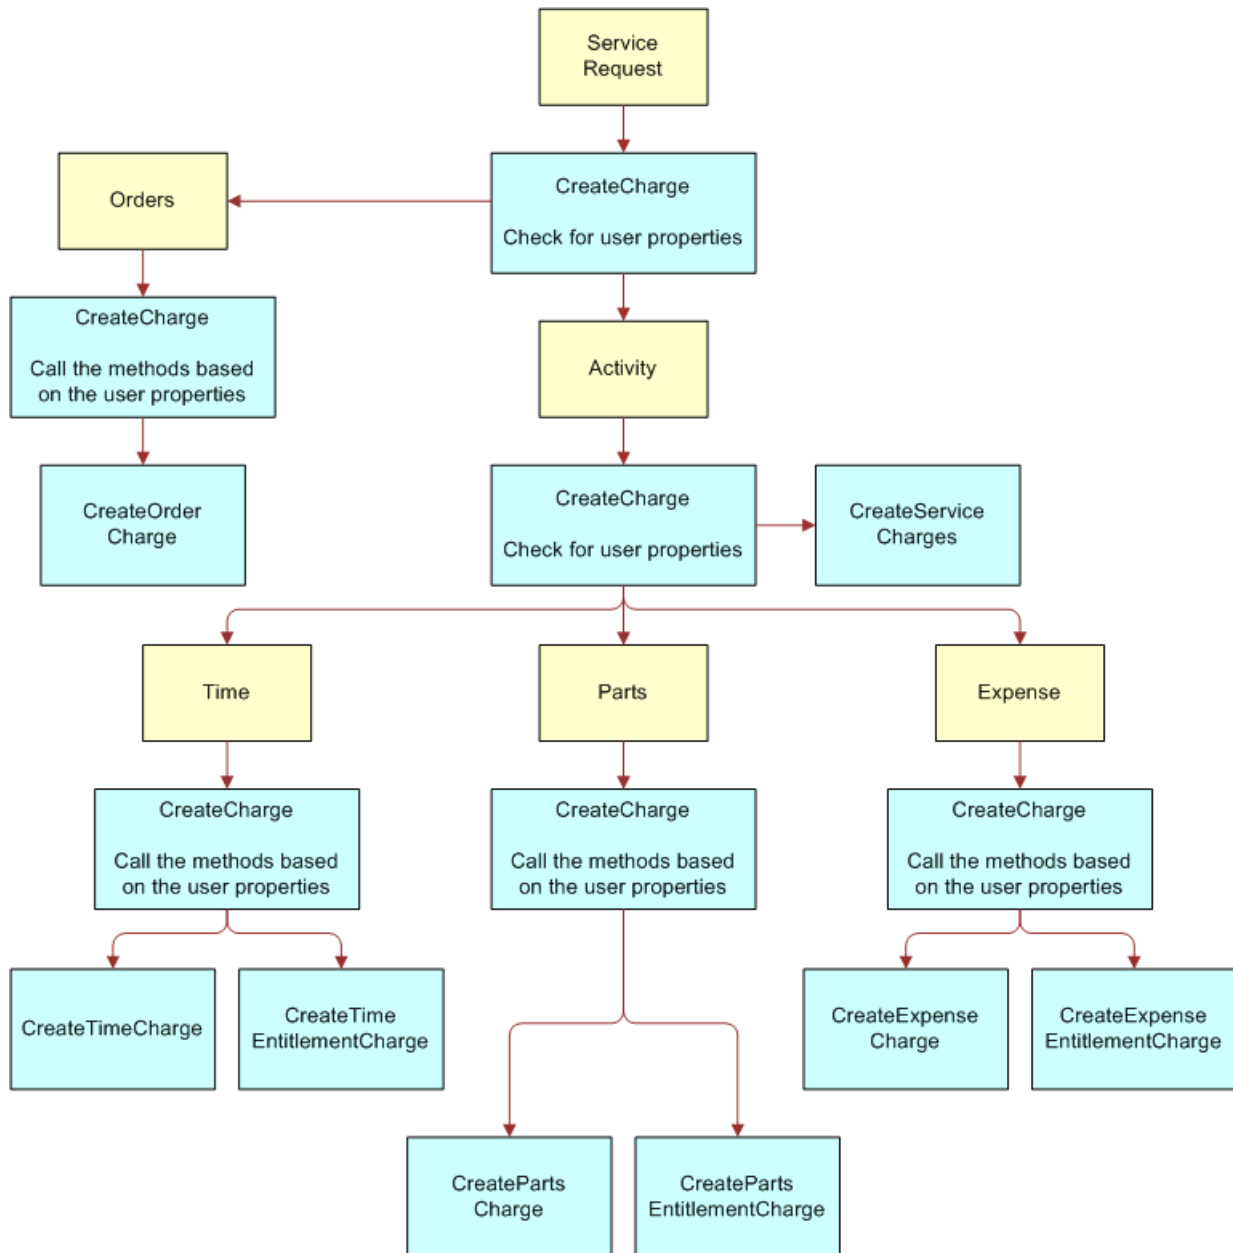 Service
Request
CreateCharge
Check for user properties
Orders
CreateCharge
Call the methods based
on the user properties
Activity
CreateOrder
Charge
CreateCharge
Check for user properties
CreateService
Charges
Time
Parts
Expense
CreateCharge
Call the methods based
on the user properties
CreateCharge
Call the methods based
on the user properties
CreateCharge
Call the methods based
on the user properties
CreateTimeCharge
CreateTime
EntitlementCharge
CreateExpense
Charge
CreateExpense
EntitlementCharge
CreateParts
Charge
CreateParts
EntitlementCharge